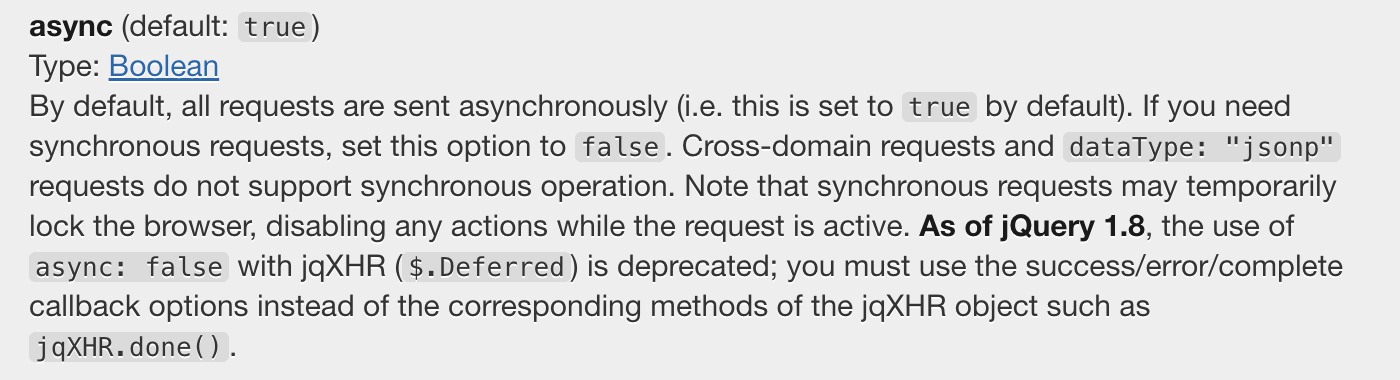 async (default: true)
Type: Boolean
By default, all requests are sent asynchronously (i.e. this is set to true by default). If you need
synchronous requests, set this option to false. Cross-domain requests and dataType: "jsonp"
requests do not support synchronous operation. Note that synchronous requests may temporarily
lock the browser, disabling any actions while the request is active. As of jQuery 1.8, the use of
async: false with jqXHR ($.Deferred) is deprecated; you must use the success/error/complete
callback options instead of the corresponding methods of the jqXHR object such as
jqXHR.done().